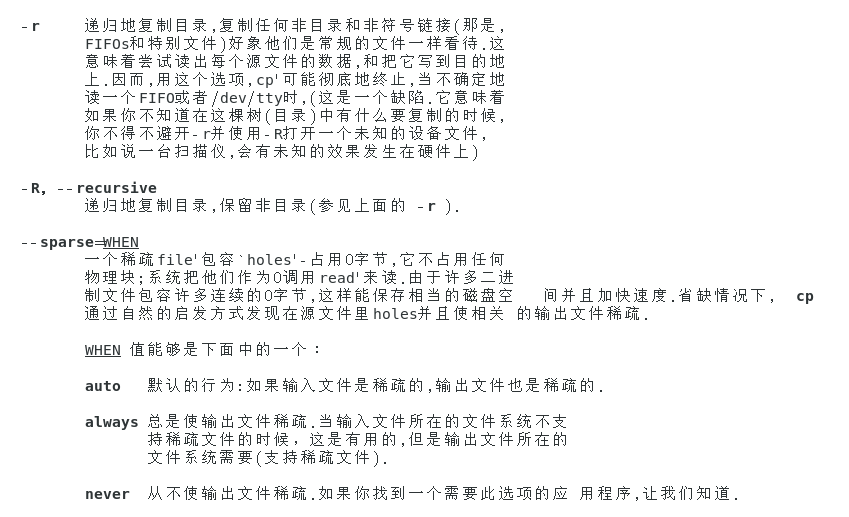 -r 递归地复制目录,复制任何非目录和非符号链接(那是,
FIFOs和特别文件)好象他们是常规的文件一样看待.这
意味着尝试读出每个源文件的数据,和把它写到目的地
上.因而,用这个选项,cp'可能彻底地终止,当不确定地
读一个FIFO或者/dev/tty时,(这是一个缺陷.它意味着
如果你不知道在这棵树(目录)中有什么要复制的时候,
你不得不避开-r并使用-R打开一个未知的设备文件,
比如说一台扫描仪,会有未知的效果发生在硬件上)
-R, --recursive
递归地复制目录,保留非目录(参见上面的 -r ).
--sparse=WHEN
一个稀疏file'包容`holes'-占用0字节,它不占用任何
物理块;系统把他们作为0调用read'来读.由于许多二进
制文件包容许多连续的0字节,这样能保存相当的磁盘空 间并且加快速度.省缺情况下, cp
通过自然的启发方式发现在源文件里holes并且使相关 的输出文件稀疏.
WHEN 值能够是下面中的一个：
auto 默认的行为:如果输入文件是稀疏的,输出文件也是稀疏的.
always 总是使输出文件稀疏.当输入文件所在的文件系统不支
持稀疏文件的时候，这是有用的,但是输出文件所在的
文件系统需要(支持稀疏文件).
never 从不使输出文件稀疏.如果你找到一个需要此选项的应 用程序,让我们知道.